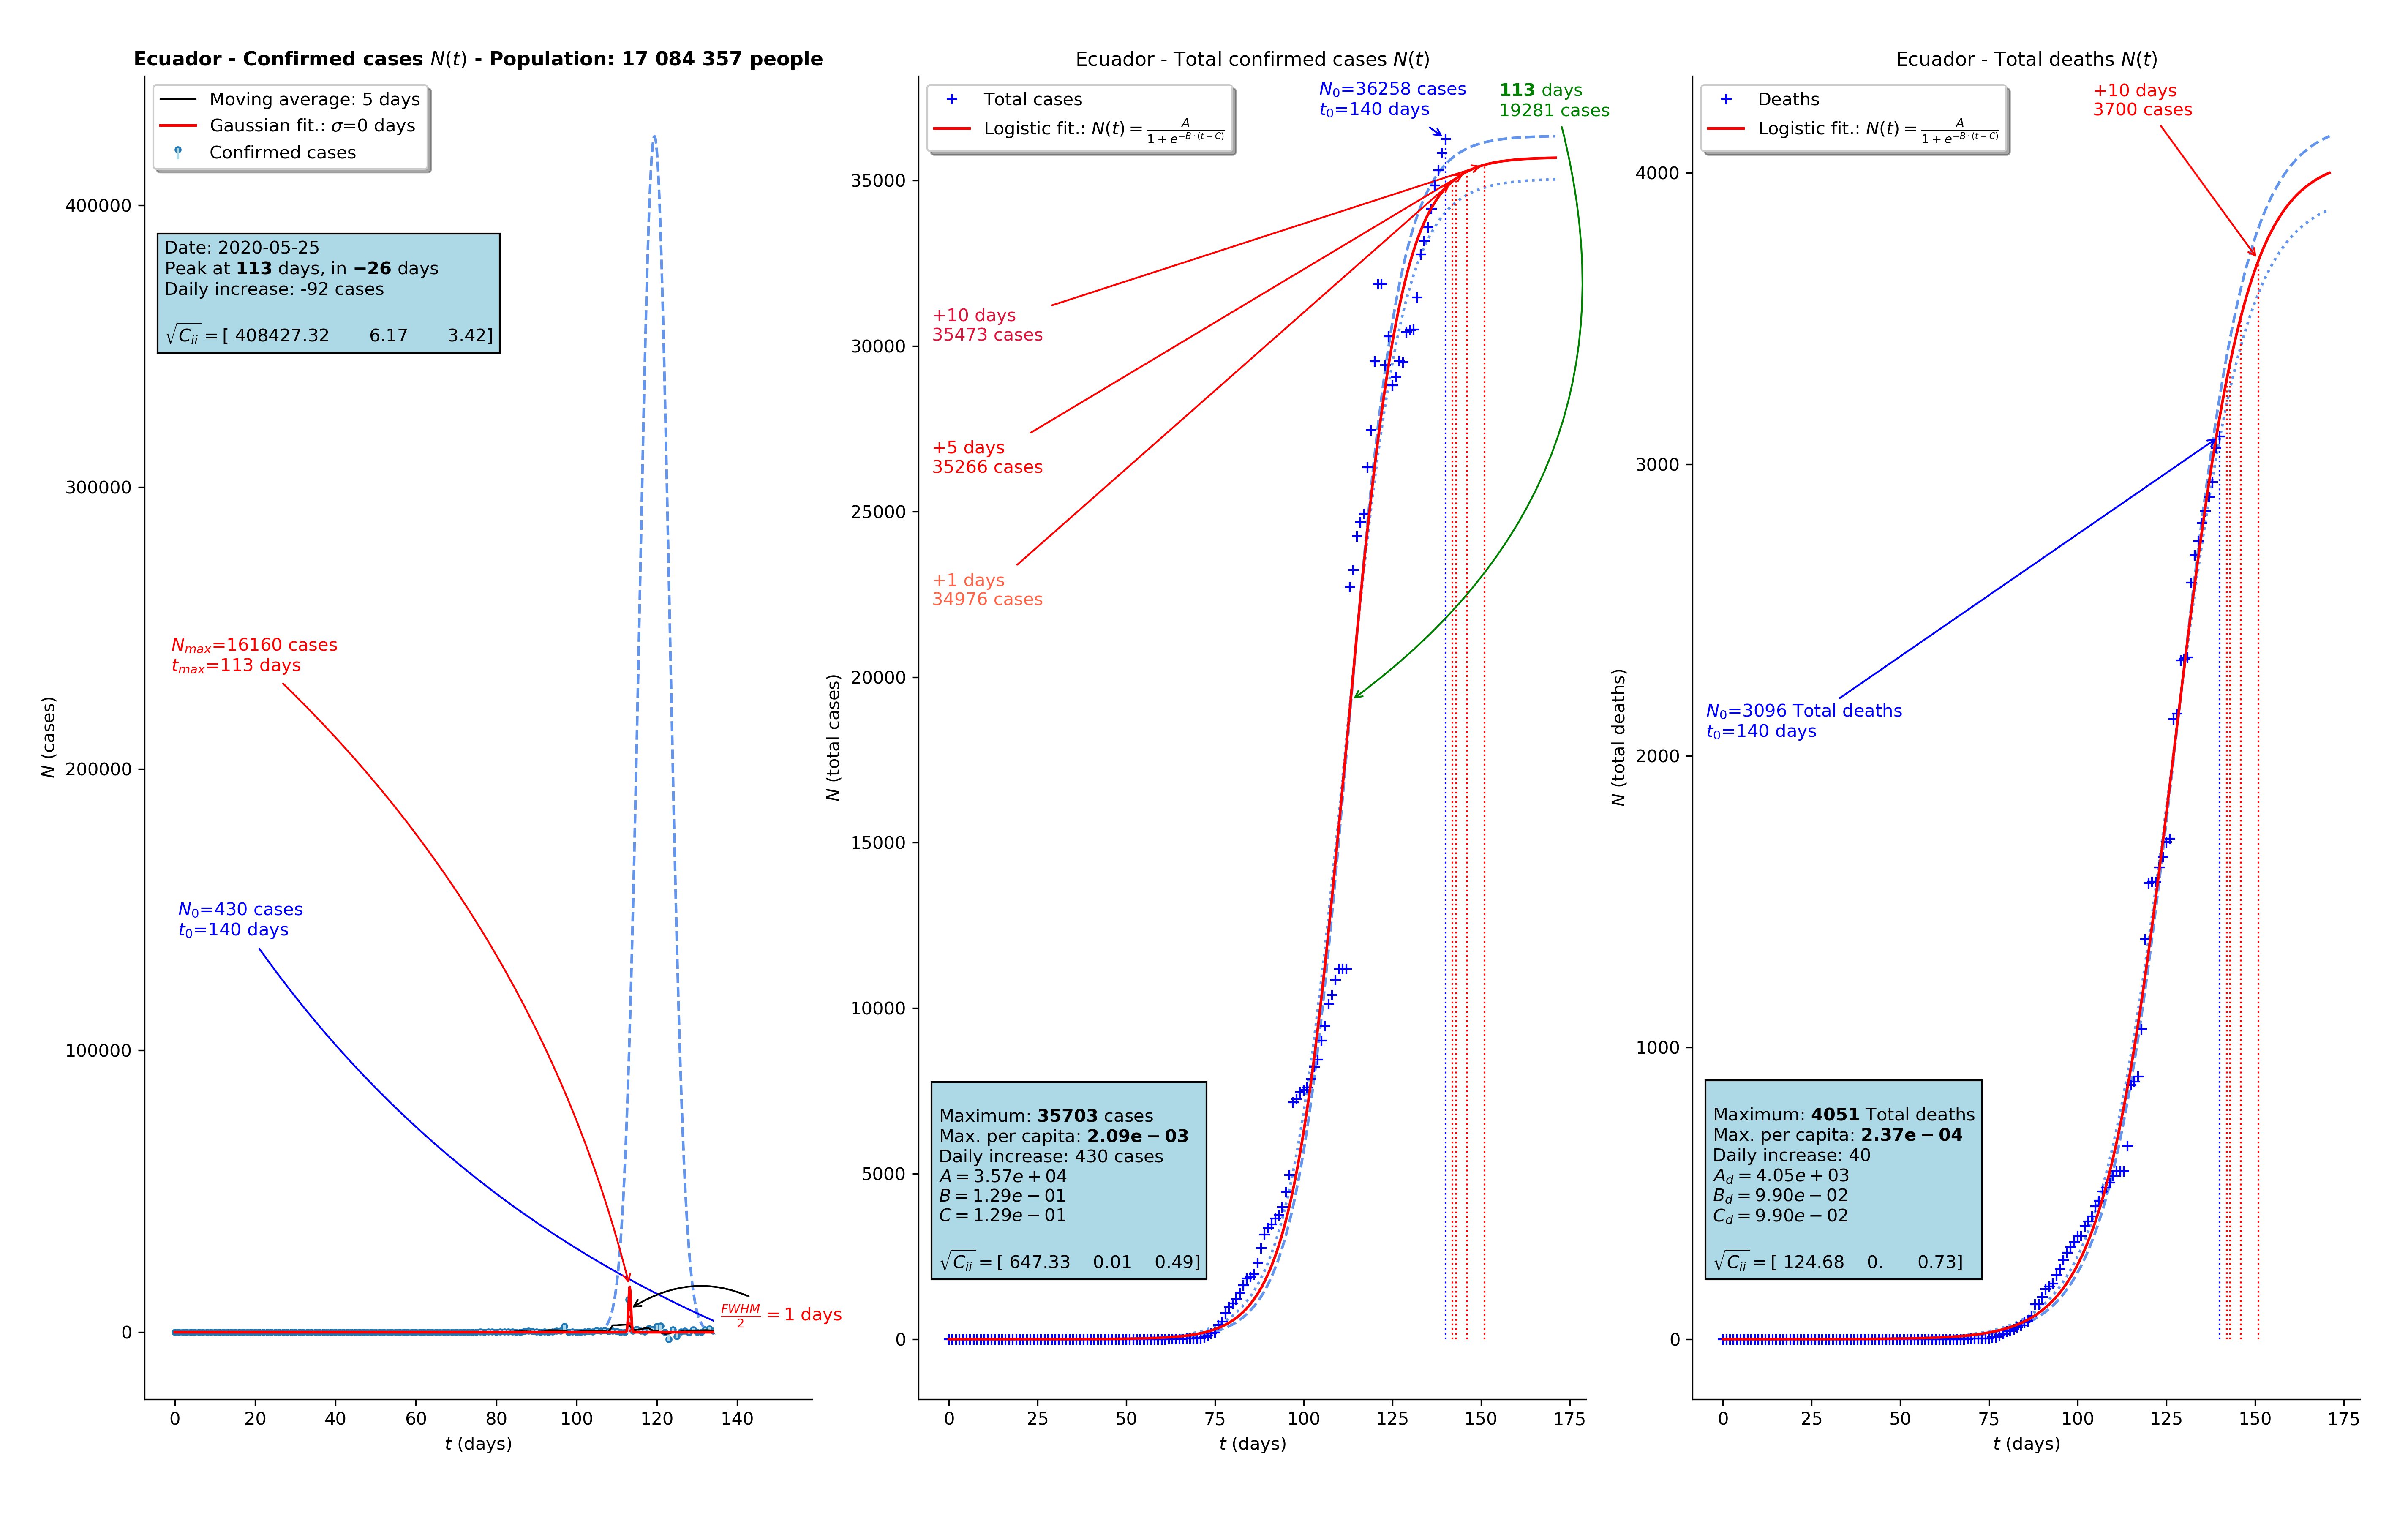 Ecuador - Confirmed cases N(t) - Population: 17 084 357 people
Moving average: 5 days
Gaussian fit.: σ=0 days
Confirmed cases
Date: 2020-05-25
Peak at 113 days, in −26 days
Daily increase: -92 cases
√C_{ii} = [ 408427.32 6.17 3.42]
N_{max}=16160 cases
t_{max}=113 days
N_0=430 cases
t_0=140 days
FWHM/2 = 1 days
N (cases)
400000
300000
200000
100000
0
0 20 40 60 80 100 120 140
t (days)
Ecuador - Total confirmed cases N(t)
Total cases
Logistic fit.: N(t) = A/(1 + e^{−B·(t−C)})
N_0=36258 cases
t_0=140 days
113 days
19281 cases
+10 days
35473 cases
+5 days
35266 cases
+1 days
34976 cases
Maximum: 35703 cases
Max. per capita: 2.09e − 03
Daily increase: 430 cases
A = 3.57e + 04
B = 1.29e − 01
C = 1.29e − 01
√C_{ii} = [ 647.33 0.01 0.49]
N (total cases)
35000
30000
25000
20000
15000
10000
5000
0
0 25 50 75 100 125 150 175
t (days)
Ecuador - Total deaths N(t)
Deaths
Logistic fit.: N(t) = A/(1 + e^{−B·(t−C)})
+10 days
3700 cases
N_0=3096 Total deaths
t_0=140 days
Maximum: 4051 Total deaths
Max. per capita: 2.37e − 04
Daily increase: 40
A_d = 4.05e + 03
B_d = 9.90e − 02
C_d = 9.90e − 02
√C_{ii} = [ 124.68 0. 0.73]
N (total deaths)
4000
3000
2000
1000
0
0 25 50 75 100 125 150 175
t (days)